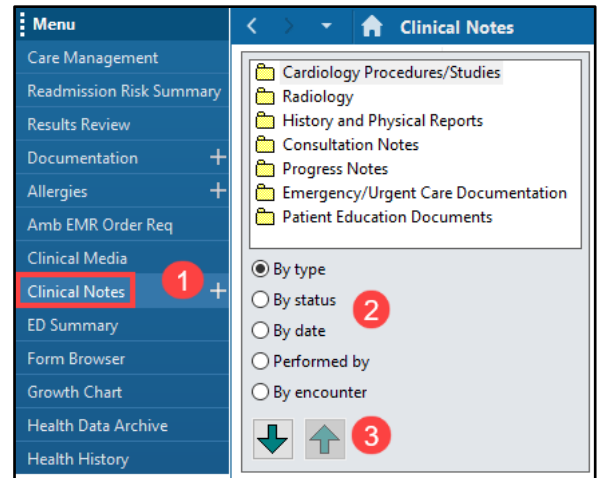 Menu
Care Management
Readmission Risk Summary
Results Review
Documentation
Allergies
Amb EMR Order Req
Clinical Media
Clinical Notes
1
ED Summary
Form Browser
Growth Chart
Health Data Archive
Health History
Clinical Notes
Cardiology Procedures/Studies
Radiology
History and Physical Reports
Consultation Notes
Progress Notes
Emergency/Urgent Care Documentation
Patient Education Documents
By type
By status
2
By date
Performed by
By encounter
3